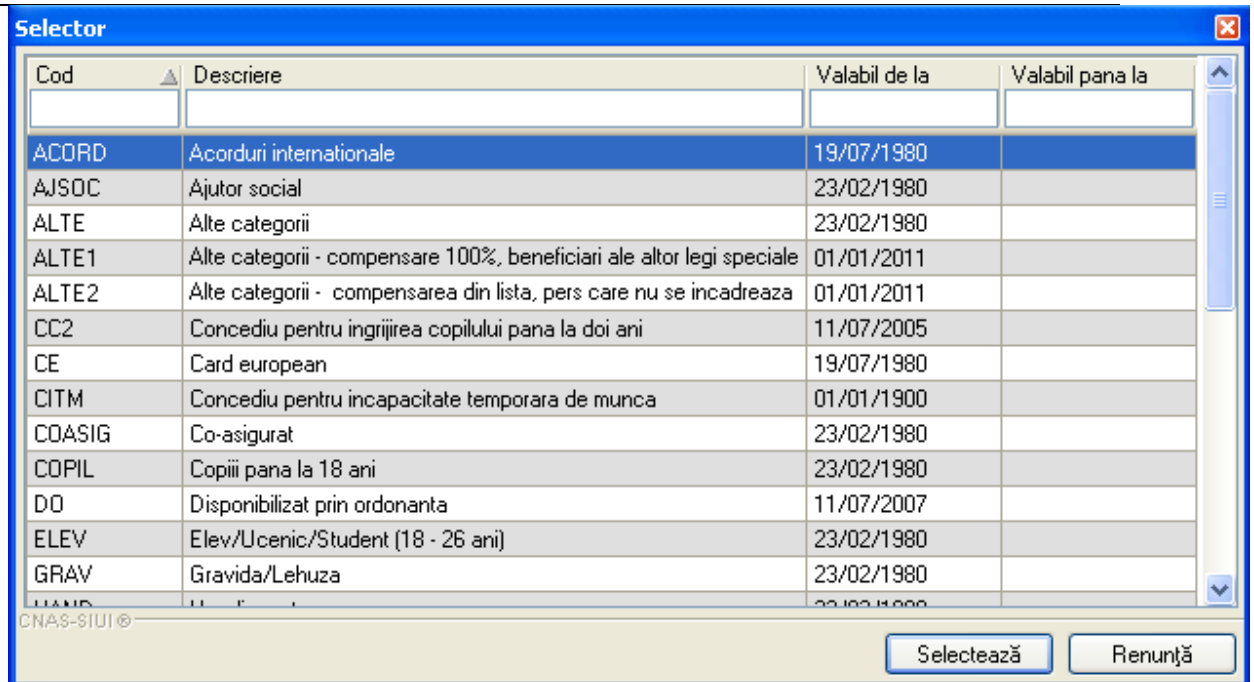 Selector
Cod Descriere Valabil de la Valabil pana la
ACORD Acorduri internationale 19/07/1980
AJSOC Ajutor social 23/02/1980
ALTE Alte categorii 23/02/1980
ALTE1 Alte categorii - compensare 100%, beneficiari ale altor legi speciale 01/01/2011
ALTE2 Alte categorii -  compensarea din lista, pers care nu se incadreaza 01/01/2011
CC2 Concediu pentru ingrijirea copilului pana la doi ani 11/07/2005
CE Card european 19/07/1980
CITM Concediu pentru incapacitate temporara de munca 01/01/1900
COASIG Co-asigurat 23/02/1980
COPIL Copiii pana la 18 ani 23/02/1980
DO Disponibilizat prin ordonanta 11/07/2007
ELEV Elev/Ucenic/Student (18 - 26 ani) 23/02/1980
GRAV Gravida/Lehuza 23/02/1980
CNAS-SIUI®
Selectează Renunţă